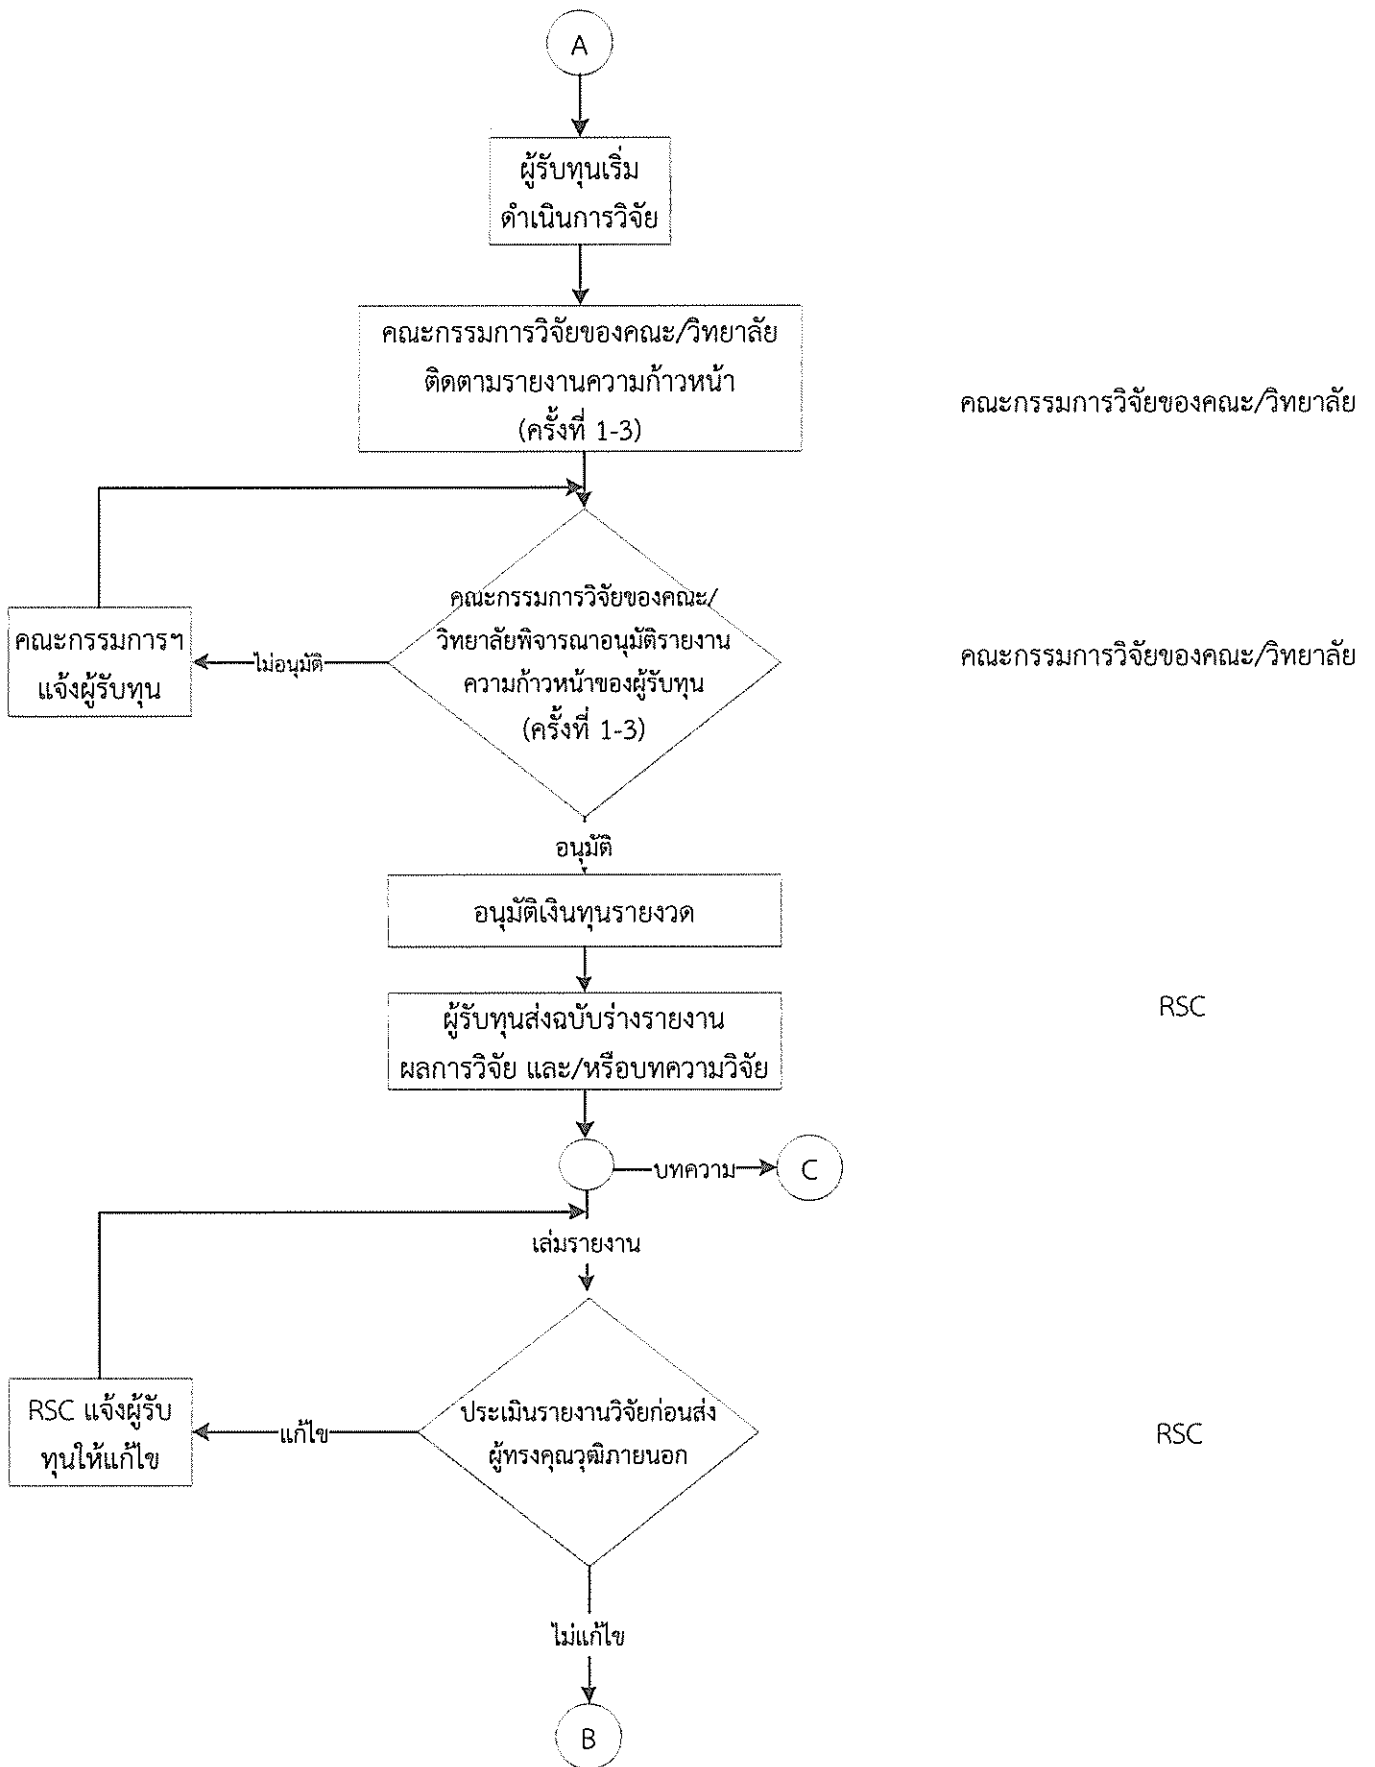 A
ผู้รับทุนเริ่ม
ดำเนินการวิจัย
คณะกรรมการวิจัยของคณะ/วิทยาลัย
ติดตามรายงานความก้าวหน้า
(ครั้งที่ 1-3)
คณะกรรมการวิจัยของคณะ/วิทยาลัย
คณะกรรมการวิจัยของคณะ/
วิทยาลัยพิจารณาอนุมัติรายงาน
ความก้าวหน้าของผู้รับทุน
(ครั้งที่ 1-3)
ไม่อนุมัติ
คณะกรรมการฯ
แจ้งผู้รับทุน
คณะกรรมการวิจัยของคณะ/วิทยาลัย
อนุมัติ
อนุมัติเงินทุนรายงวด
ผู้รับทุนส่งฉบับร่างรายงาน
ผลการวิจัย และ/หรือบทความวิจัย
RSC
บทความ
C
เล่มรายงาน
ประเมินรายงานวิจัยก่อนส่ง
ผู้ทรงคุณวุฒิภายนอก
แก้ไข
RSC แจ้งผู้รับ
ทุนให้แก้ไข
RSC
ไม่แก้ไข
B